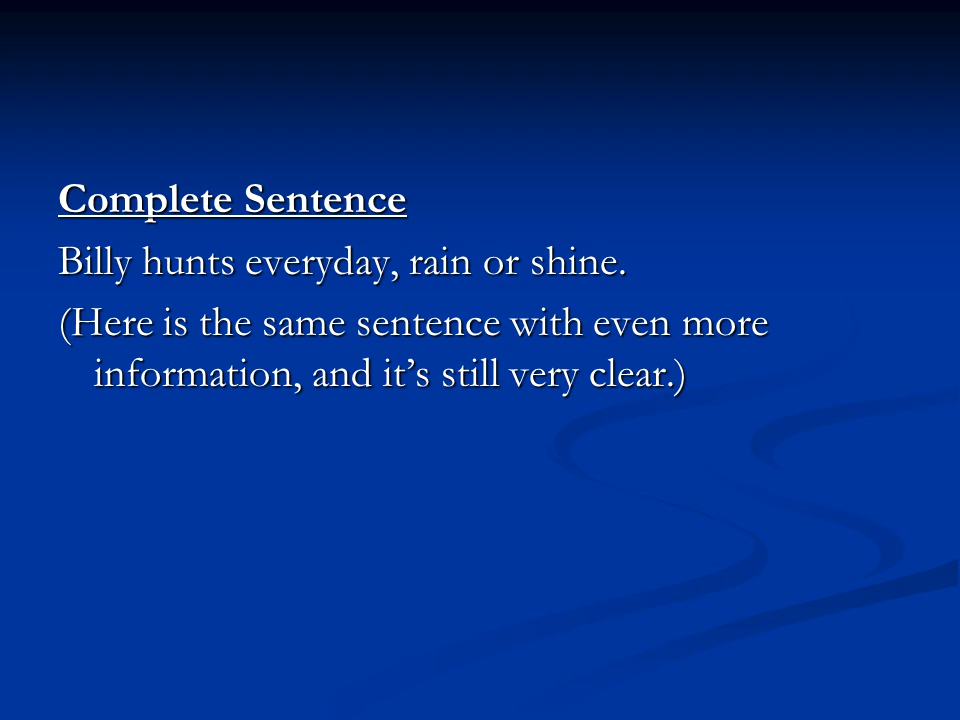 Complete Sentence
Billy hunts everyday, rain or shine.
(Here is the same sentence with even more
information, and it’s still very clear.)